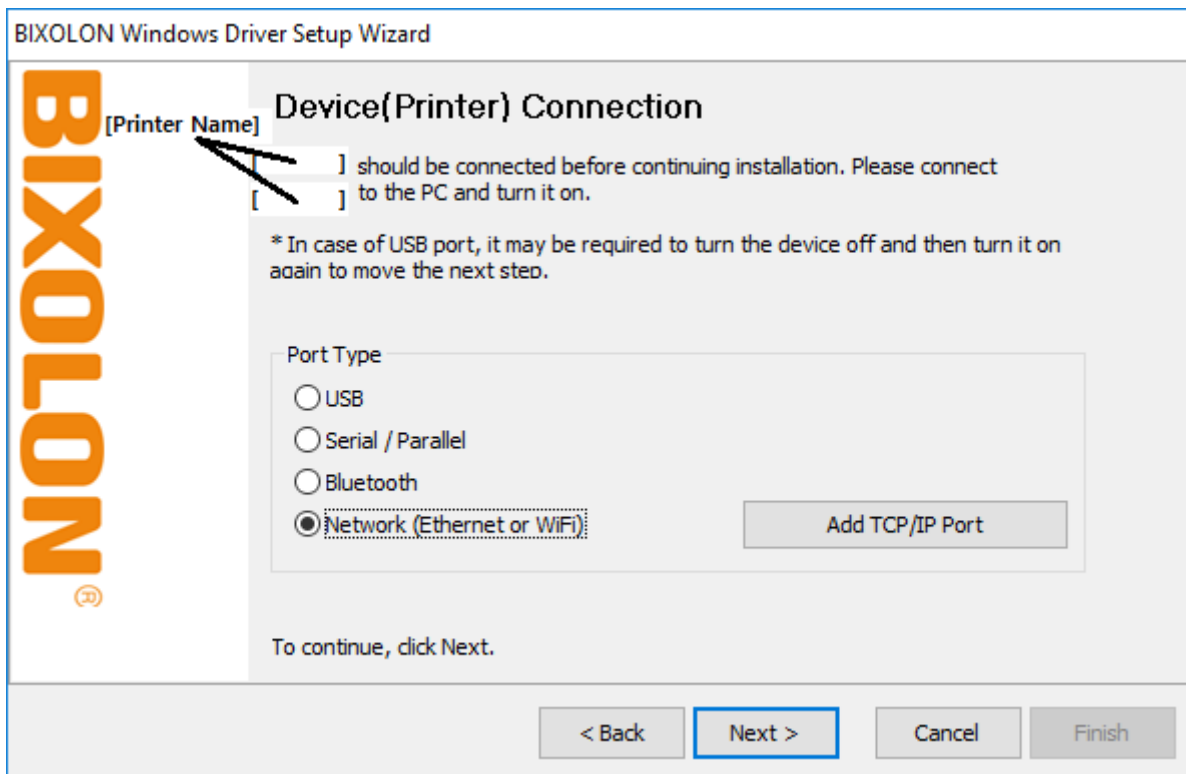 BIXOLON Windows Driver Setup Wizard
BIXOLON®
Device(Printer) Connection
[Printer Name]
[ ] should be connected before continuing installation. Please connect
[ ] to the PC and turn it on.
* In case of USB port, it may be required to turn the device off and then turn it on
again to move the next step.
Port Type
USB
Serial / Parallel
Bluetooth
Network (Ethernet or WiFi)
Add TCP/IP Port
To continue, click Next.
< Back
Next >
Cancel
Finish